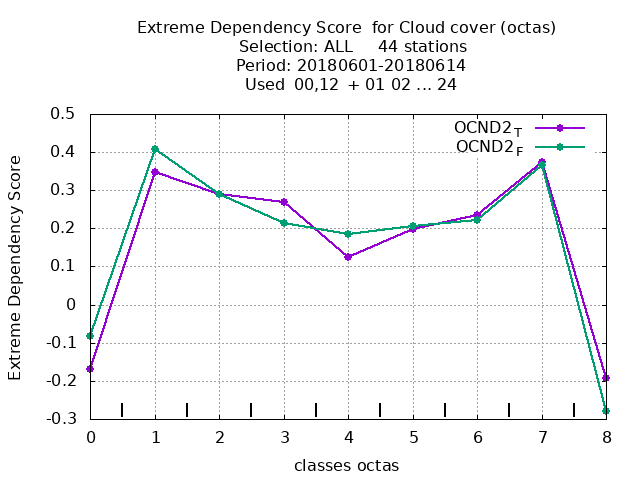 Extreme Dependency Score for Cloud cover (octas)
Selection: ALL 44 stations
Period: 20180601-20180614
Used 00,12 + 01 02 ... 24
OCND2T
OCND2F
Extreme Dependency Score
0.5
0.4
0.3
0.2
0.1
0
-0.1
-0.2
-0.3
0 1 2 3 4 5 6 7 8
classes octas